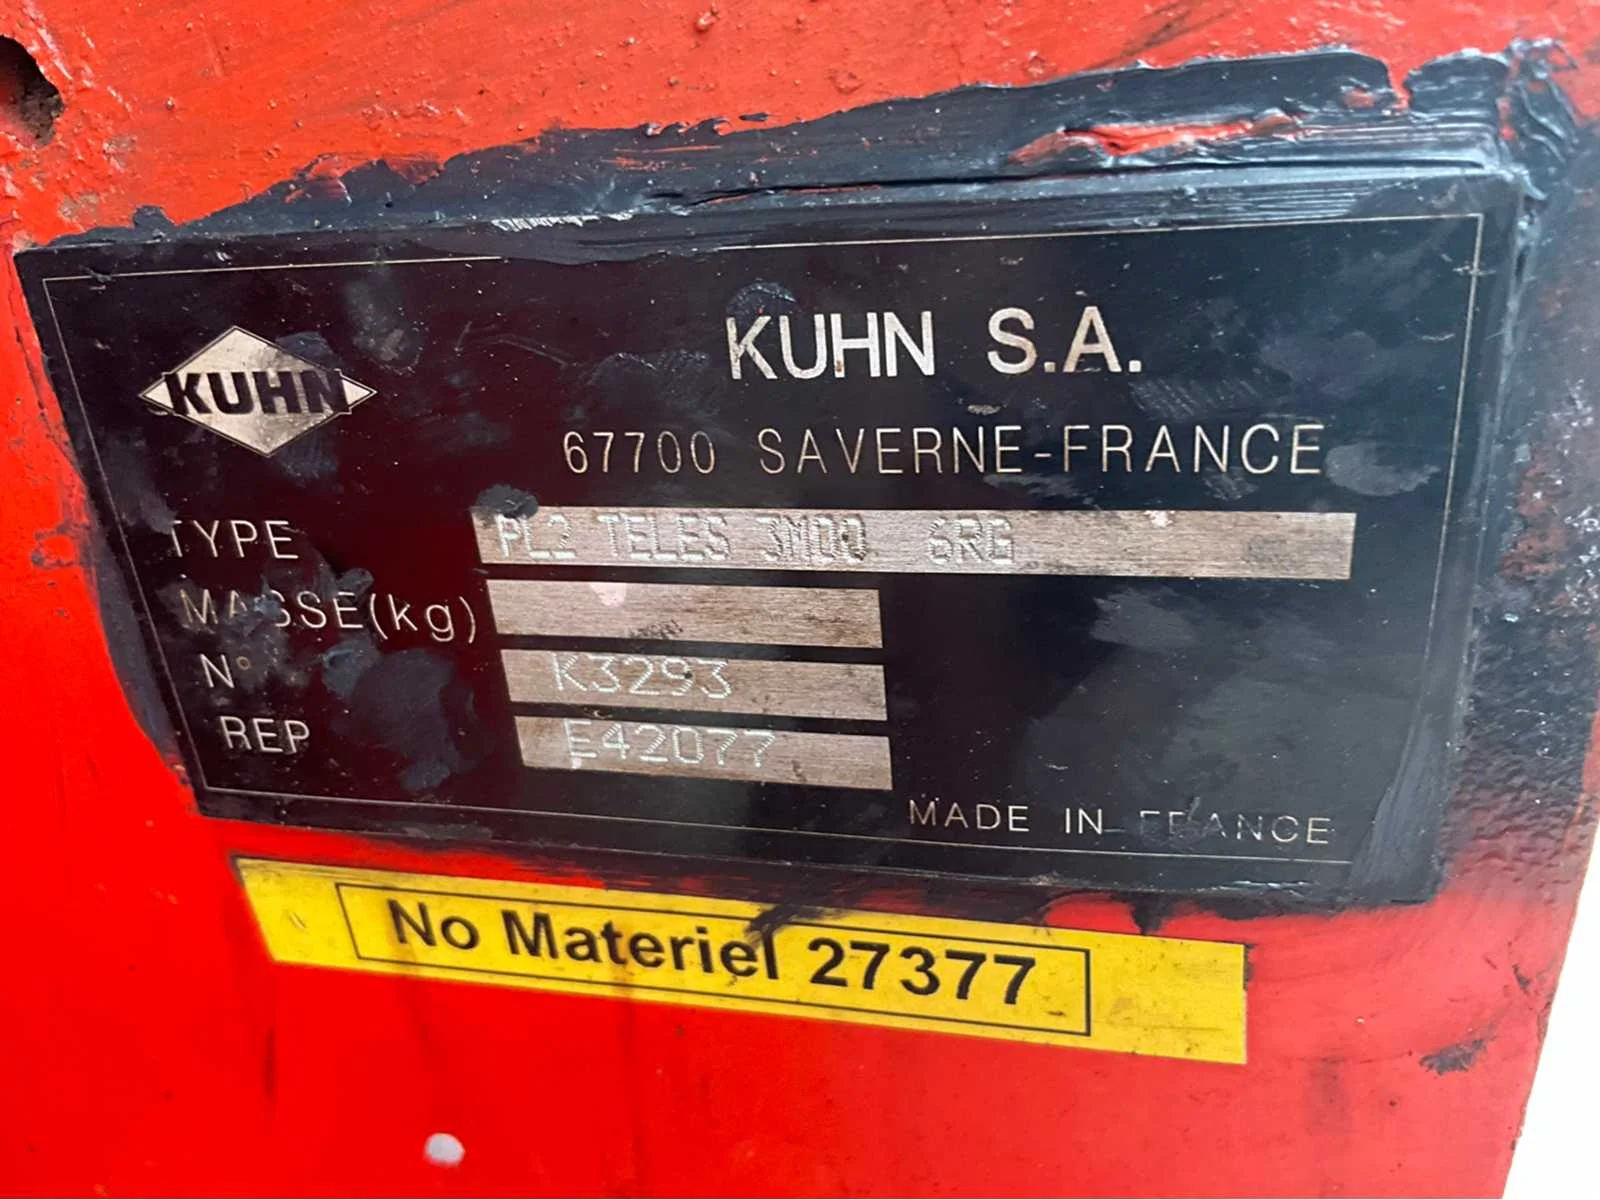 KUHN
KUHN S.A.
67700 SAVERNE-FRANCE
TYPE PL2 TELES 3M00 6RG
MASSE(kg)
N° K3293
REP E42077
MADE IN FRANCE
No Materiel 27377